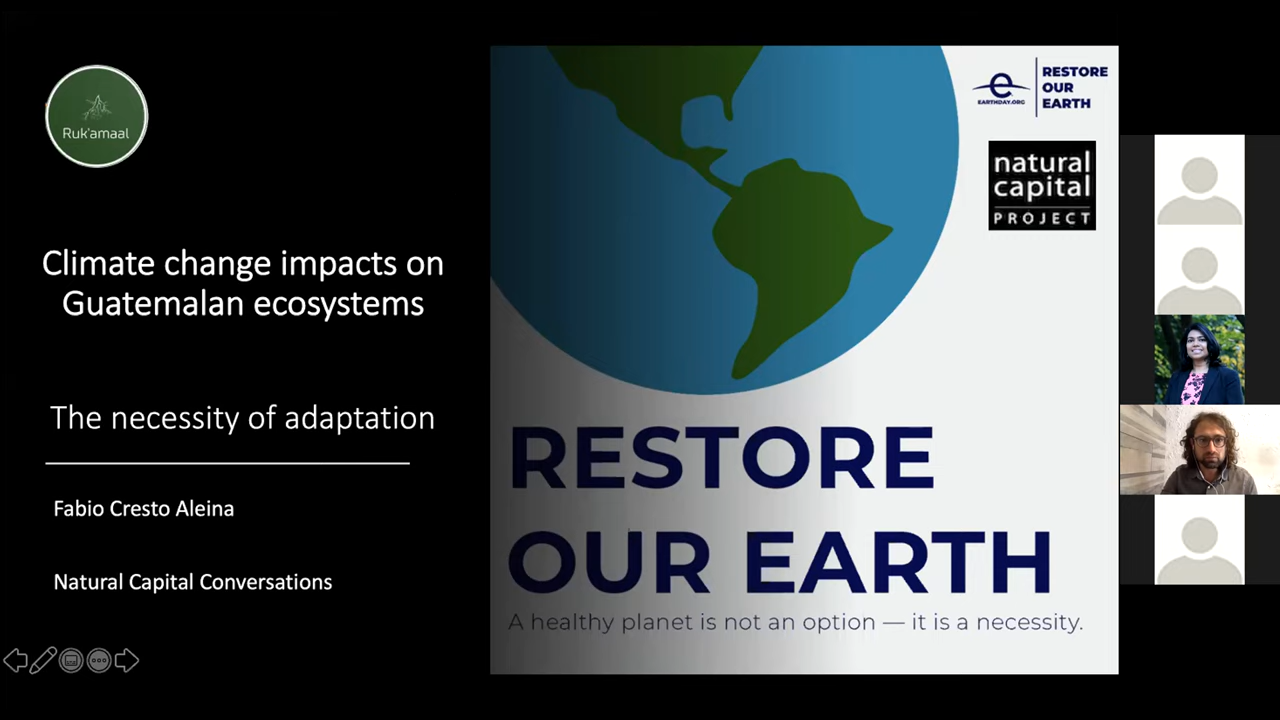 Ruk'amaal
Climate change impacts on
Guatemalan ecosystems
The necessity of adaptation
Fabio Cresto Aleina
Natural Capital Conversations
EARTHDAY.ORG
RESTORE
OUR
EARTH
natural
capital
PROJECT
RESTORE
OUR EARTH
A healthy planet is not an option — it is a necessity.